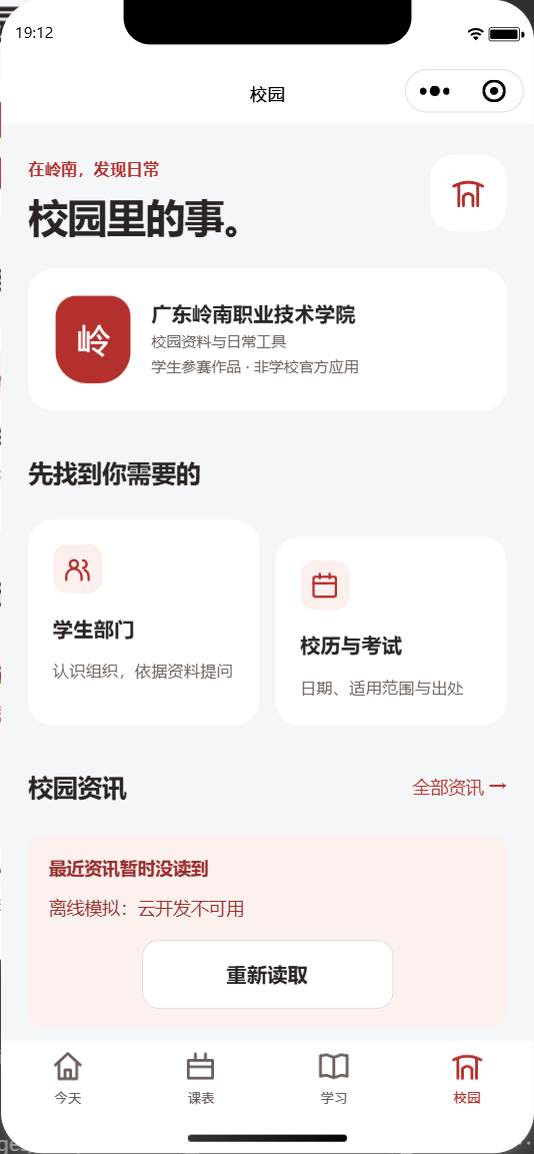 19:12
校园
在岭南，发现日常
校园里的事。
岭
广东岭南职业技术学院
校园资料与日常工具
学生参赛作品 · 非学校官方应用
先找到你需要的
学生部门
认识组织，依据资料提问
校历与考试
日期、适用范围与出处
校园资讯
全部资讯 →
最近资讯暂时没读到
离线模拟：云开发不可用
重新读取
今天
课表
学习
校园